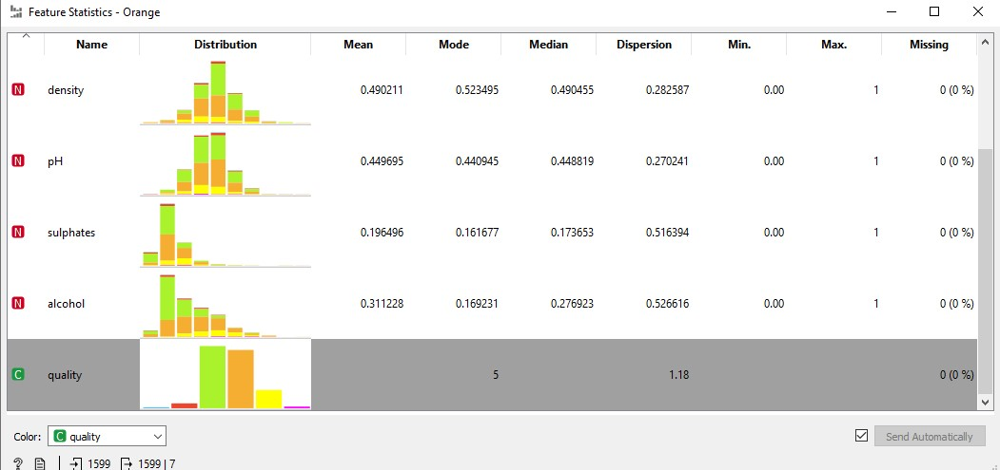 Feature Statistics - Orange
Name Distribution Mean Mode Median Dispersion Min. Max. Missing
N density 0.490211 0.523495 0.490455 0.282587 0.00 1 0 (0 %)
N pH 0.449695 0.440945 0.448819 0.270241 0.00 1 0 (0 %)
N sulphates 0.196496 0.161677 0.173653 0.516394 0.00 1 0 (0 %)
N alcohol 0.311228 0.169231 0.276923 0.526616 0.00 1 0 (0 %)
C quality 5 1.18 0 (0 %)
Color: C quality Send Automatically
? 1599 1599 | 7